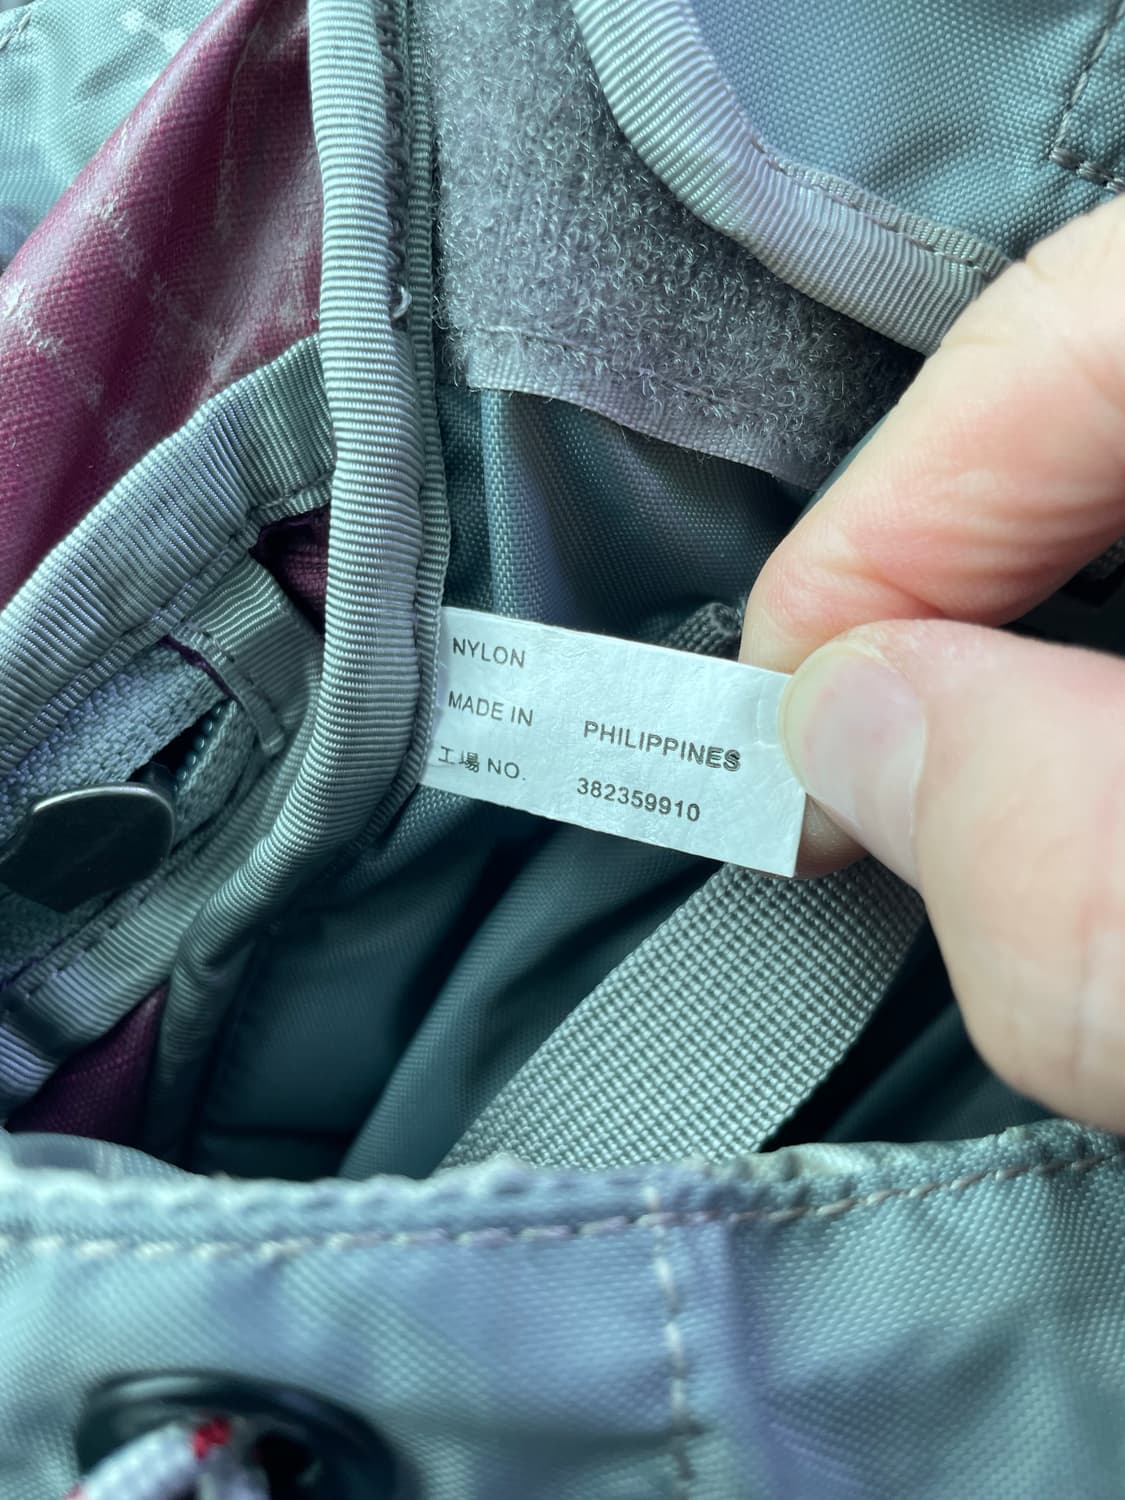 NYLON
MADE IN PHILIPPINES
工場 NO. 382359910